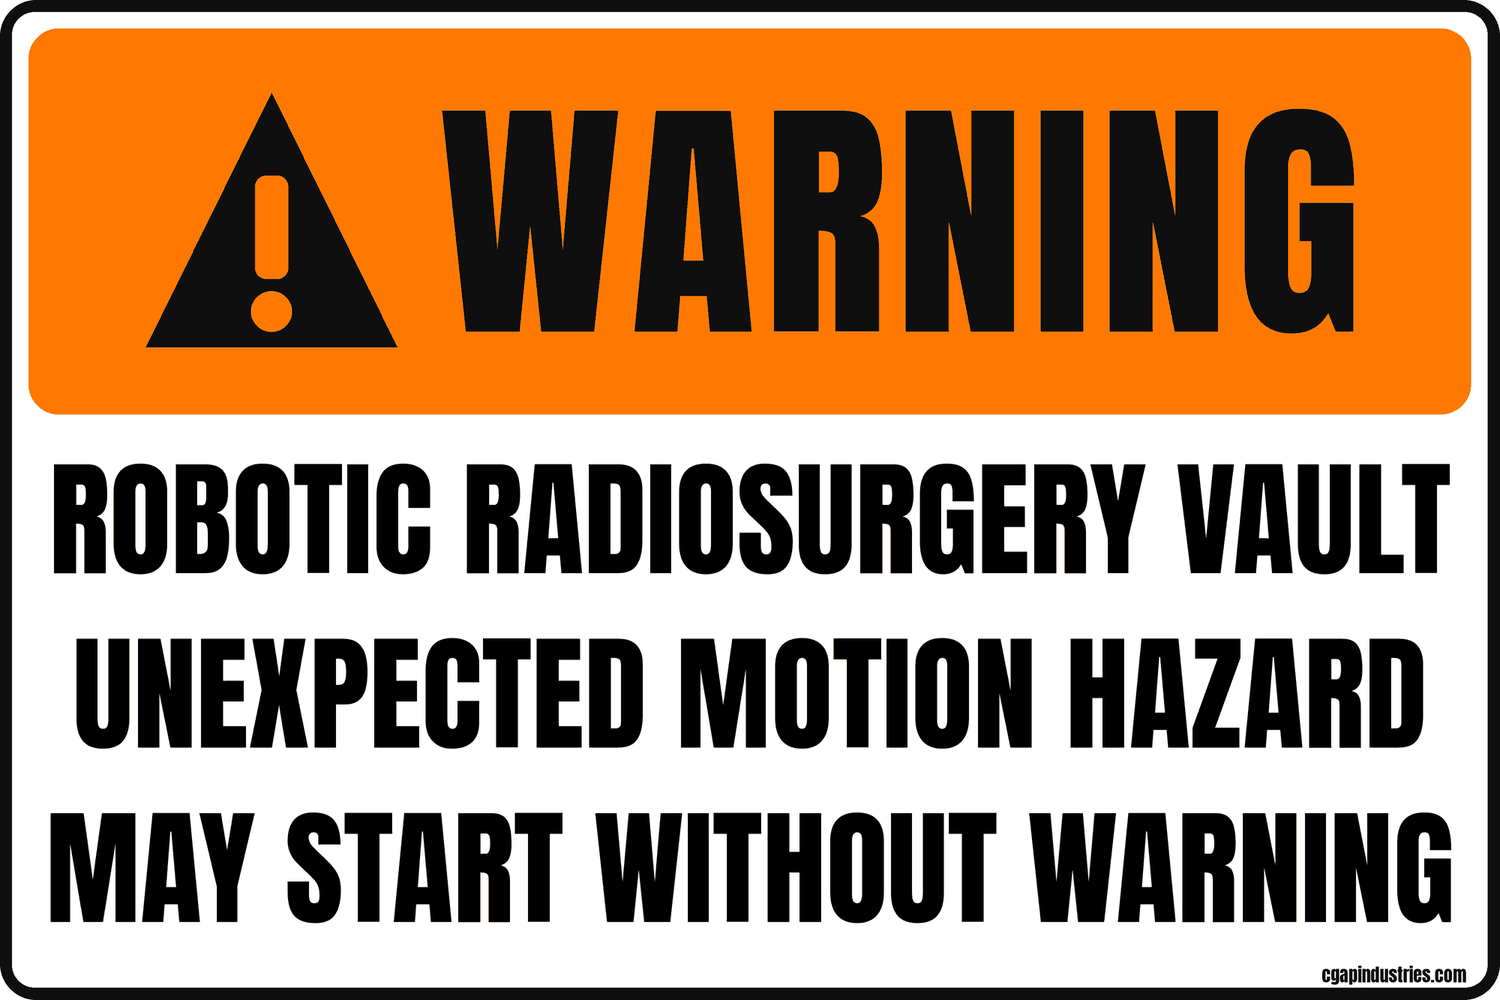 WARNING
ROBOTIC RADIOSURGERY VAULT
UNEXPECTED MOTION HAZARD
MAY START WITHOUT WARNING
cgapindustries.com